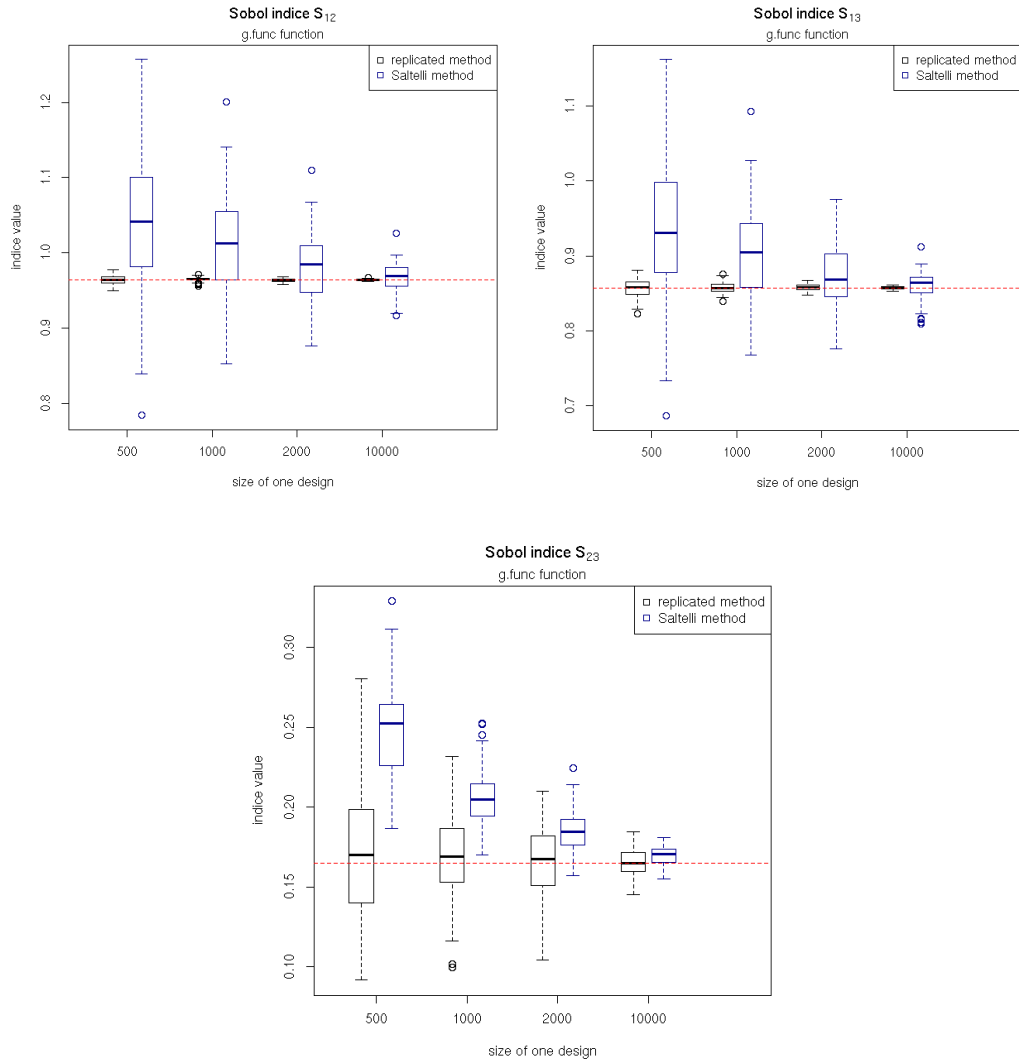 Sobol indice S₁₂
g.func function
replicated method
Saltelli method
indice value
1.2
1.1
1.0
0.9
0.8
500 1000 2000 10000
size of one design
Sobol indice S₁₃
g.func function
replicated method
Saltelli method
indice value
1.1
1.0
0.9
0.8
0.7
500 1000 2000 10000
size of one design
Sobol indice S₂₃
g.func function
replicated method
Saltelli method
indice value
0.30
0.25
0.20
0.15
0.10
500 1000 2000 10000
size of one design